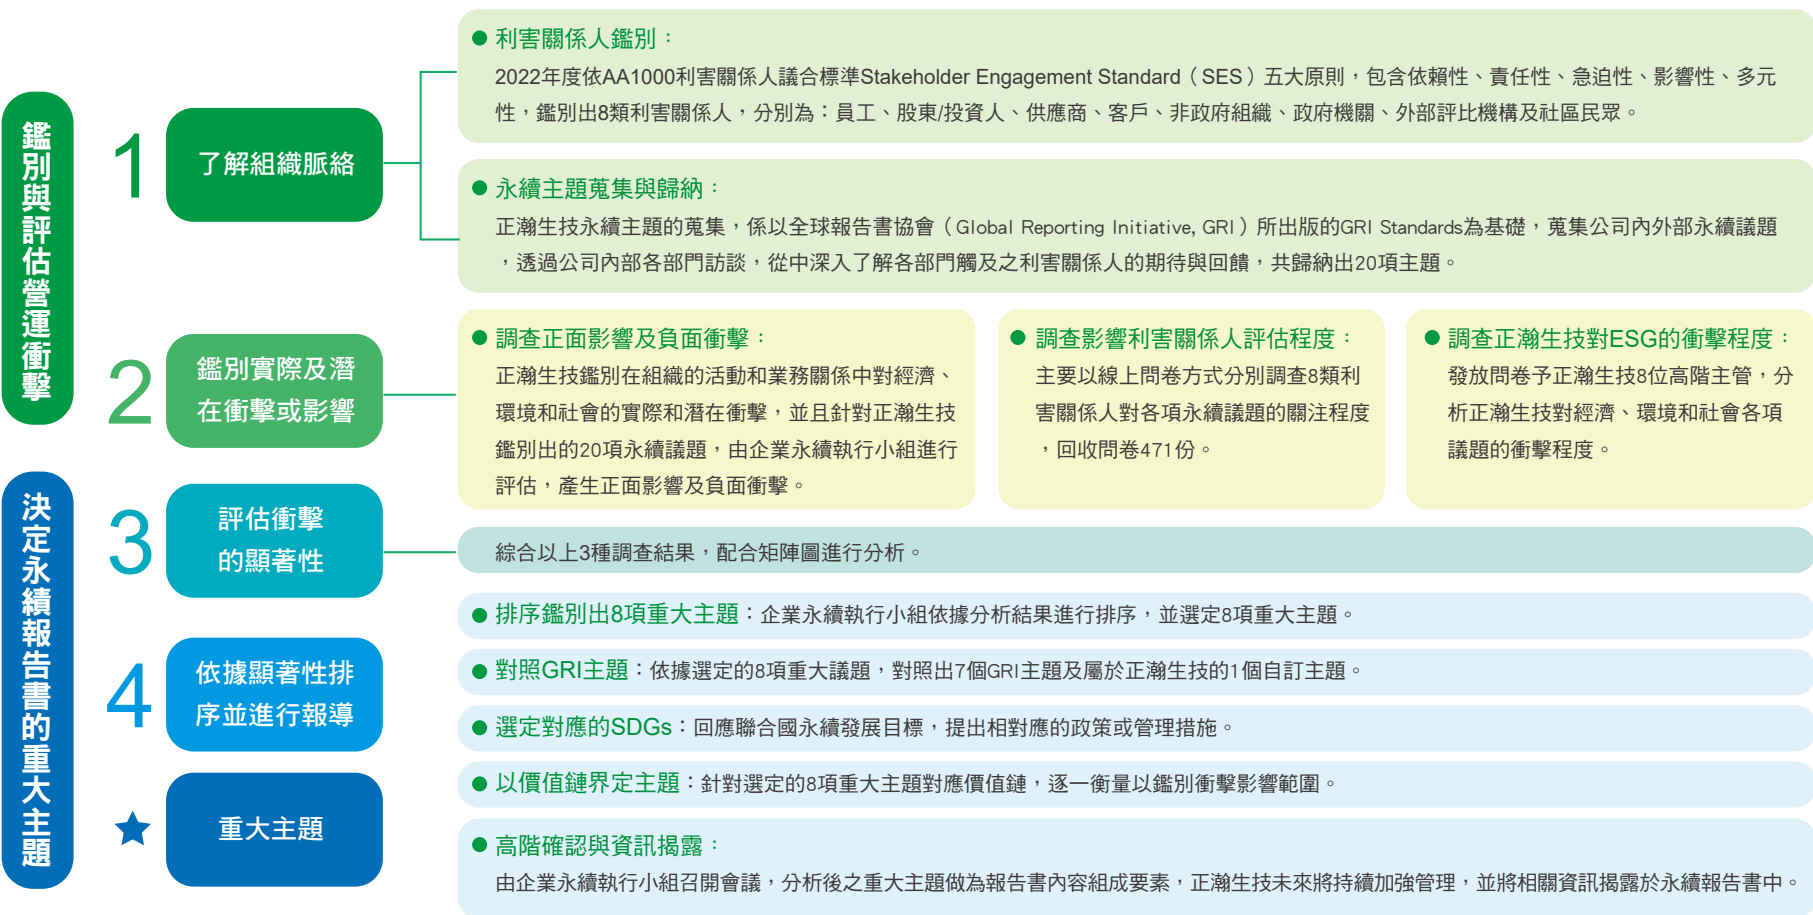 鑑別與評估營運衝擊
1
了解組織脈絡
● 利害關係人鑑別：
2022年度依AA1000利害關係人議合標準Stakeholder Engagement Standard（SES）五大原則，包含依賴性、責任性、急迫性、影響性、多元
性，鑑別出8類利害關係人，分別為：員工、股東/投資人、供應商、客戶、非政府組織、政府機關、外部評比機構及社區民眾。
● 永續主題蒐集與歸納：
正瀚生技永續主題的蒐集，係以全球報告書協會（Global Reporting Initiative, GRI）所出版的GRI Standards為基礎，蒐集公司內外部永續議題
，透過公司內部各部門訪談，從中深入了解各部門觸及之利害關係人的期待與回饋，共歸納出20項主題。
2
鑑別實際及潛
在衝擊或影響
● 調查正面影響及負面衝擊：
正瀚生技鑑別在組織的活動和業務關係中對經濟、
環境和社會的實際和潛在衝擊，並且針對正瀚生技
鑑別出的20項永續議題，由企業永續執行小組進行
評估，產生正面影響及負面衝擊。
● 調查影響利害關係人評估程度：
主要以線上問卷方式分別調查8類利
害關係人對各項永續議題的關注程度
，回收問卷471份。
● 調查正瀚生技對ESG的衝擊程度：
發放問卷予正瀚生技8位高階主管，分
析正瀚生技對經濟、環境和社會各項
議題的衝擊程度。
決定永續報告書的重大主題
3
評估衝擊
的顯著性
綜合以上3種調查結果，配合矩陣圖進行分析。
4
依據顯著性排
序並進行報導
● 排序鑑別出8項重大主題：企業永續執行小組依據分析結果進行排序，並選定8項重大主題。
● 對照GRI主題：依據選定的8項重大議題，對照出7個GRI主題及屬於正瀚生技的1個自訂主題。
● 選定對應的SDGs：回應聯合國永續發展目標，提出相對應的政策或管理措施。
● 以價值鏈界定主題：針對選定的8項重大主題對應價值鏈，逐一衡量以鑑別衝擊影響範圍。
★
重大主題
● 高階確認與資訊揭露：
由企業永續執行小組召開會議，分析後之重大主題做為報告書內容組成要素，正瀚生技未來將持續加強管理，並將相關資訊揭露於永續報告書中。